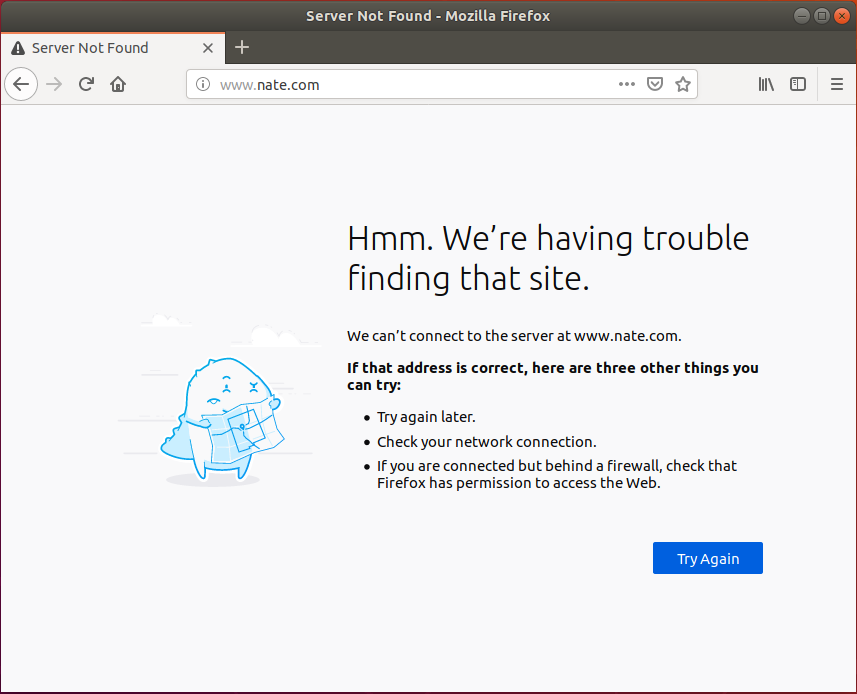 Server Not Found - Mozilla Firefox
Server Not Found
www.nate.com
Hmm. We’re having trouble
finding that site.
We can’t connect to the server at www.nate.com.
If that address is correct, here are three other things you
can try:
Try again later.
Check your network connection.
If you are connected but behind a firewall, check that
Firefox has permission to access the Web.
Try Again